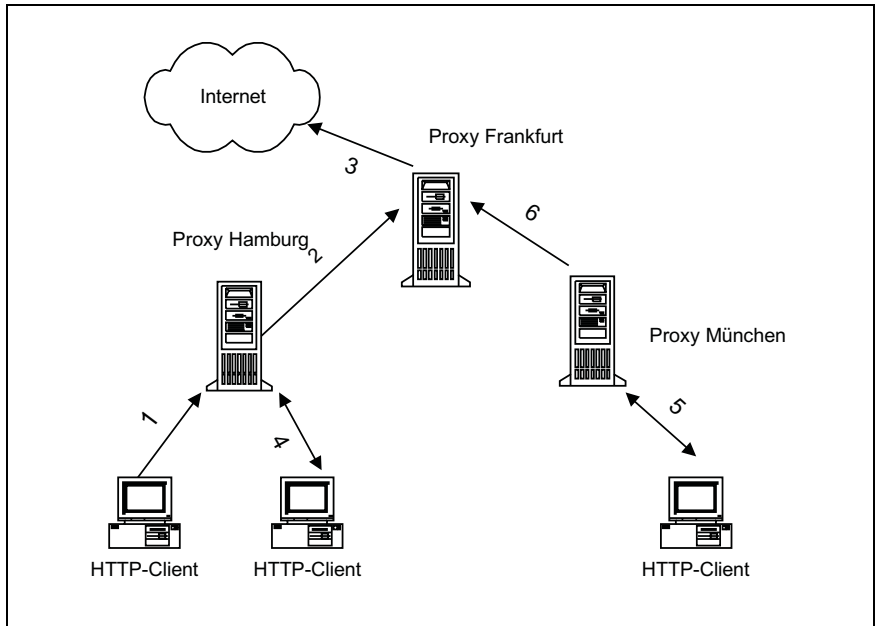 Internet
Proxy Frankfurt
3
6
Proxy Hamburg
2
Proxy München
1
4
5
HTTP-Client
HTTP-Client
HTTP-Client